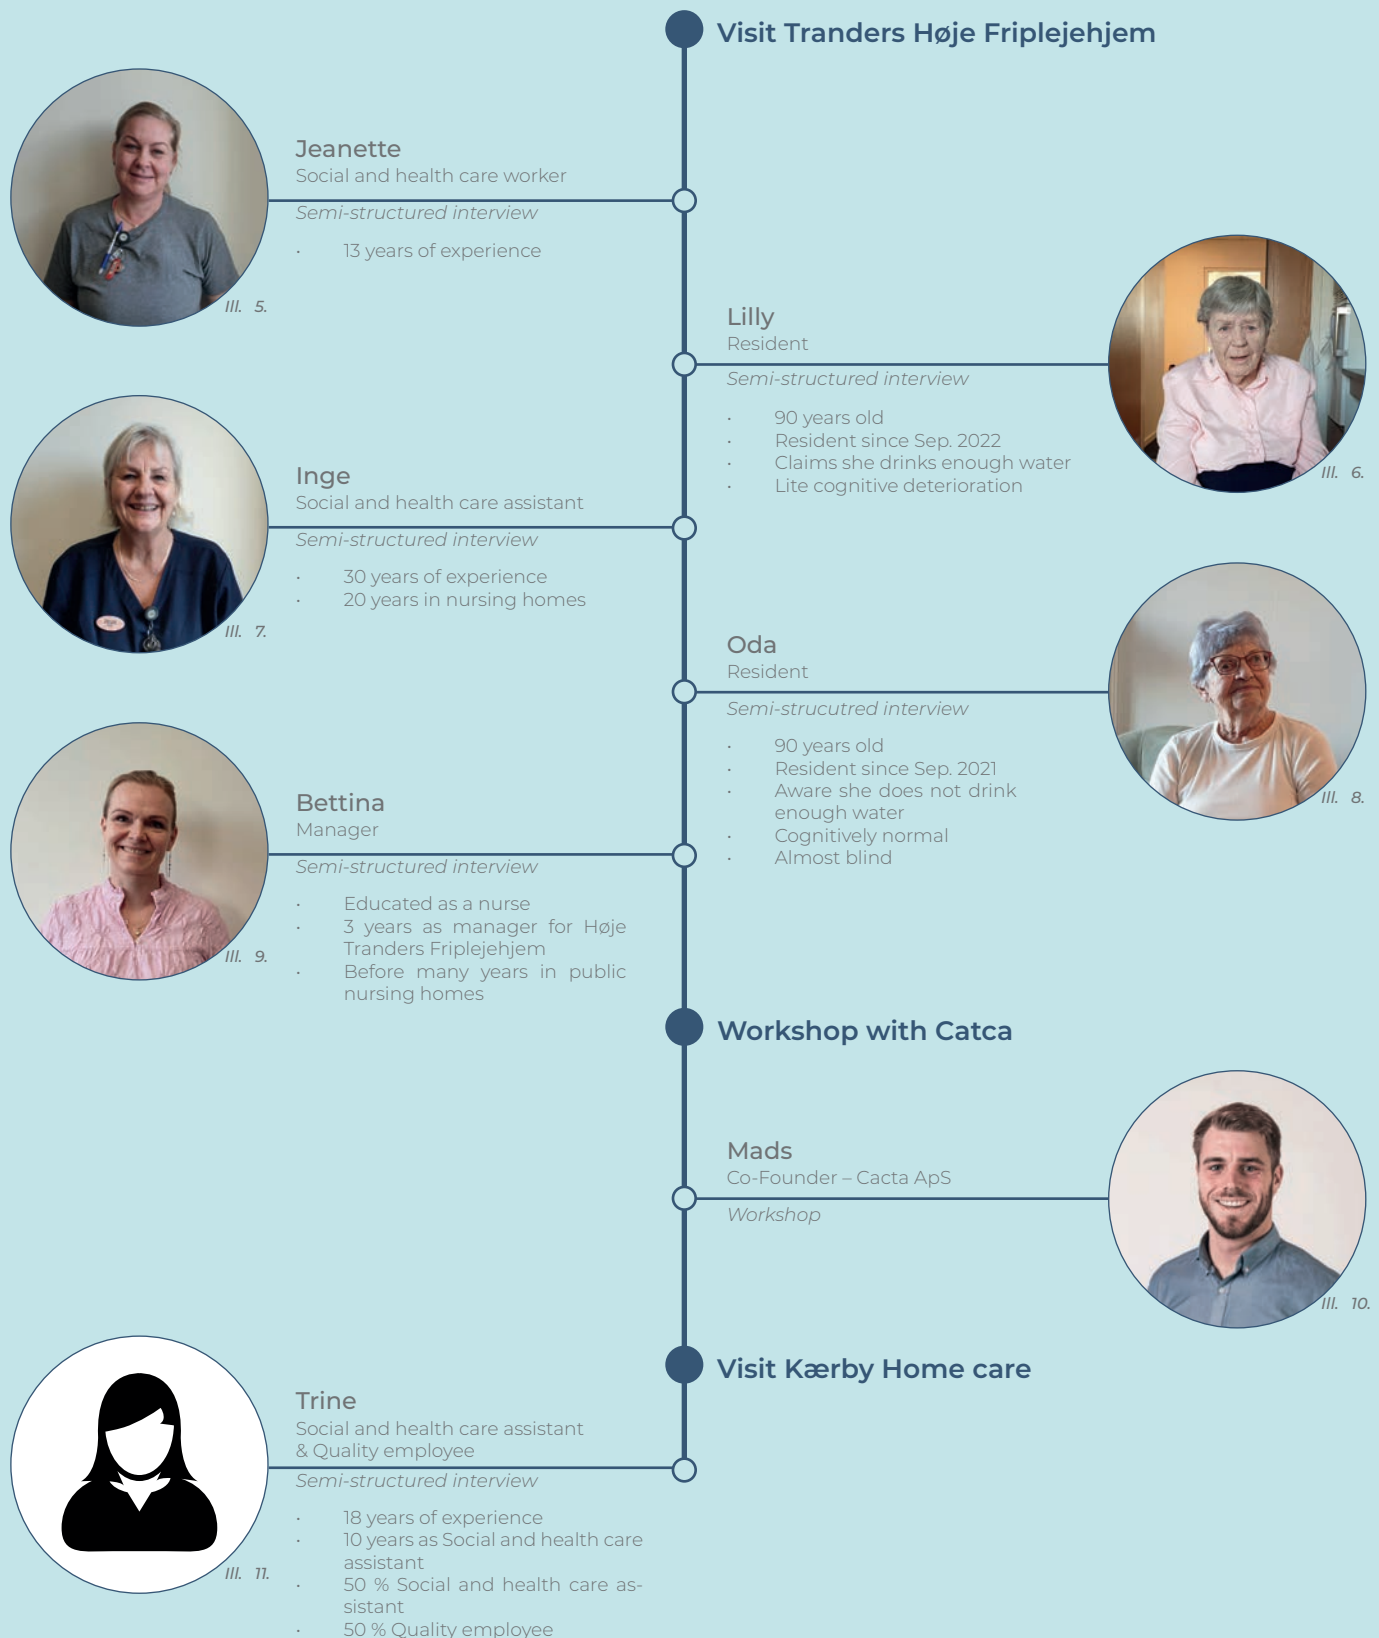 Visit Tranders Høje Friplejehjem
Jeanette
Social and health care worker
Semi-structured interview
· 13 years of experience
Ill. 5.
Lilly
Resident
Semi-structured interview
· 90 years old
· Resident since Sep. 2022
· Claims she drinks enough water
· Lite cognitive deterioration
Ill. 6.
Inge
Social and health care assistant
Semi-structured interview
· 30 years of experience
· 20 years in nursing homes
Ill. 7.
Oda
Resident
Semi-strucutred interview
· 90 years old
· Resident since Sep. 2021
· Aware she does not drink
enough water
· Cognitively normal
· Almost blind
Ill. 8.
Bettina
Manager
Semi-structured interview
· Educated as a nurse
· 3 years as manager for Høje
Tranders Friplejehjem
· Before many years in public
nursing homes
Ill. 9.
Workshop with Catca
Mads
Co-Founder – Cacta ApS
Workshop
Ill. 10.
Visit Kærby Home care
Trine
Social and health care assistant
& Quality employee
Semi-structured interview
· 18 years of experience
· 10 years as Social and health care
assistant
· 50 % Social and health care as-
sistant
· 50 % Quality employee
Ill. 11.